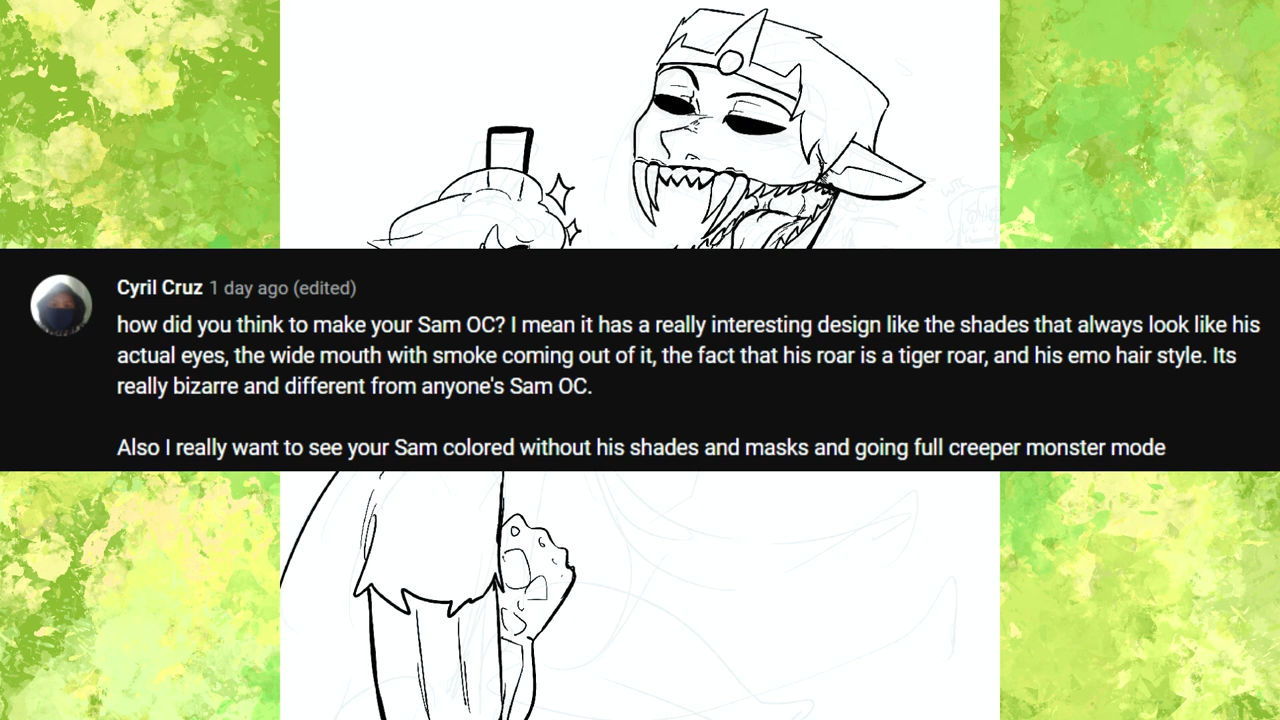 Cyril Cruz 1 day ago (edited)
how did you think to make your Sam OC? I mean it has a really interesting design like the shades that always look like his
actual eyes, the wide mouth with smoke coming out of it, the fact that his roar is a tiger roar, and his emo hair style. Its
really bizarre and different from anyone's Sam OC.
Also I really want to see your Sam colored without his shades and masks and going full creeper monster mode